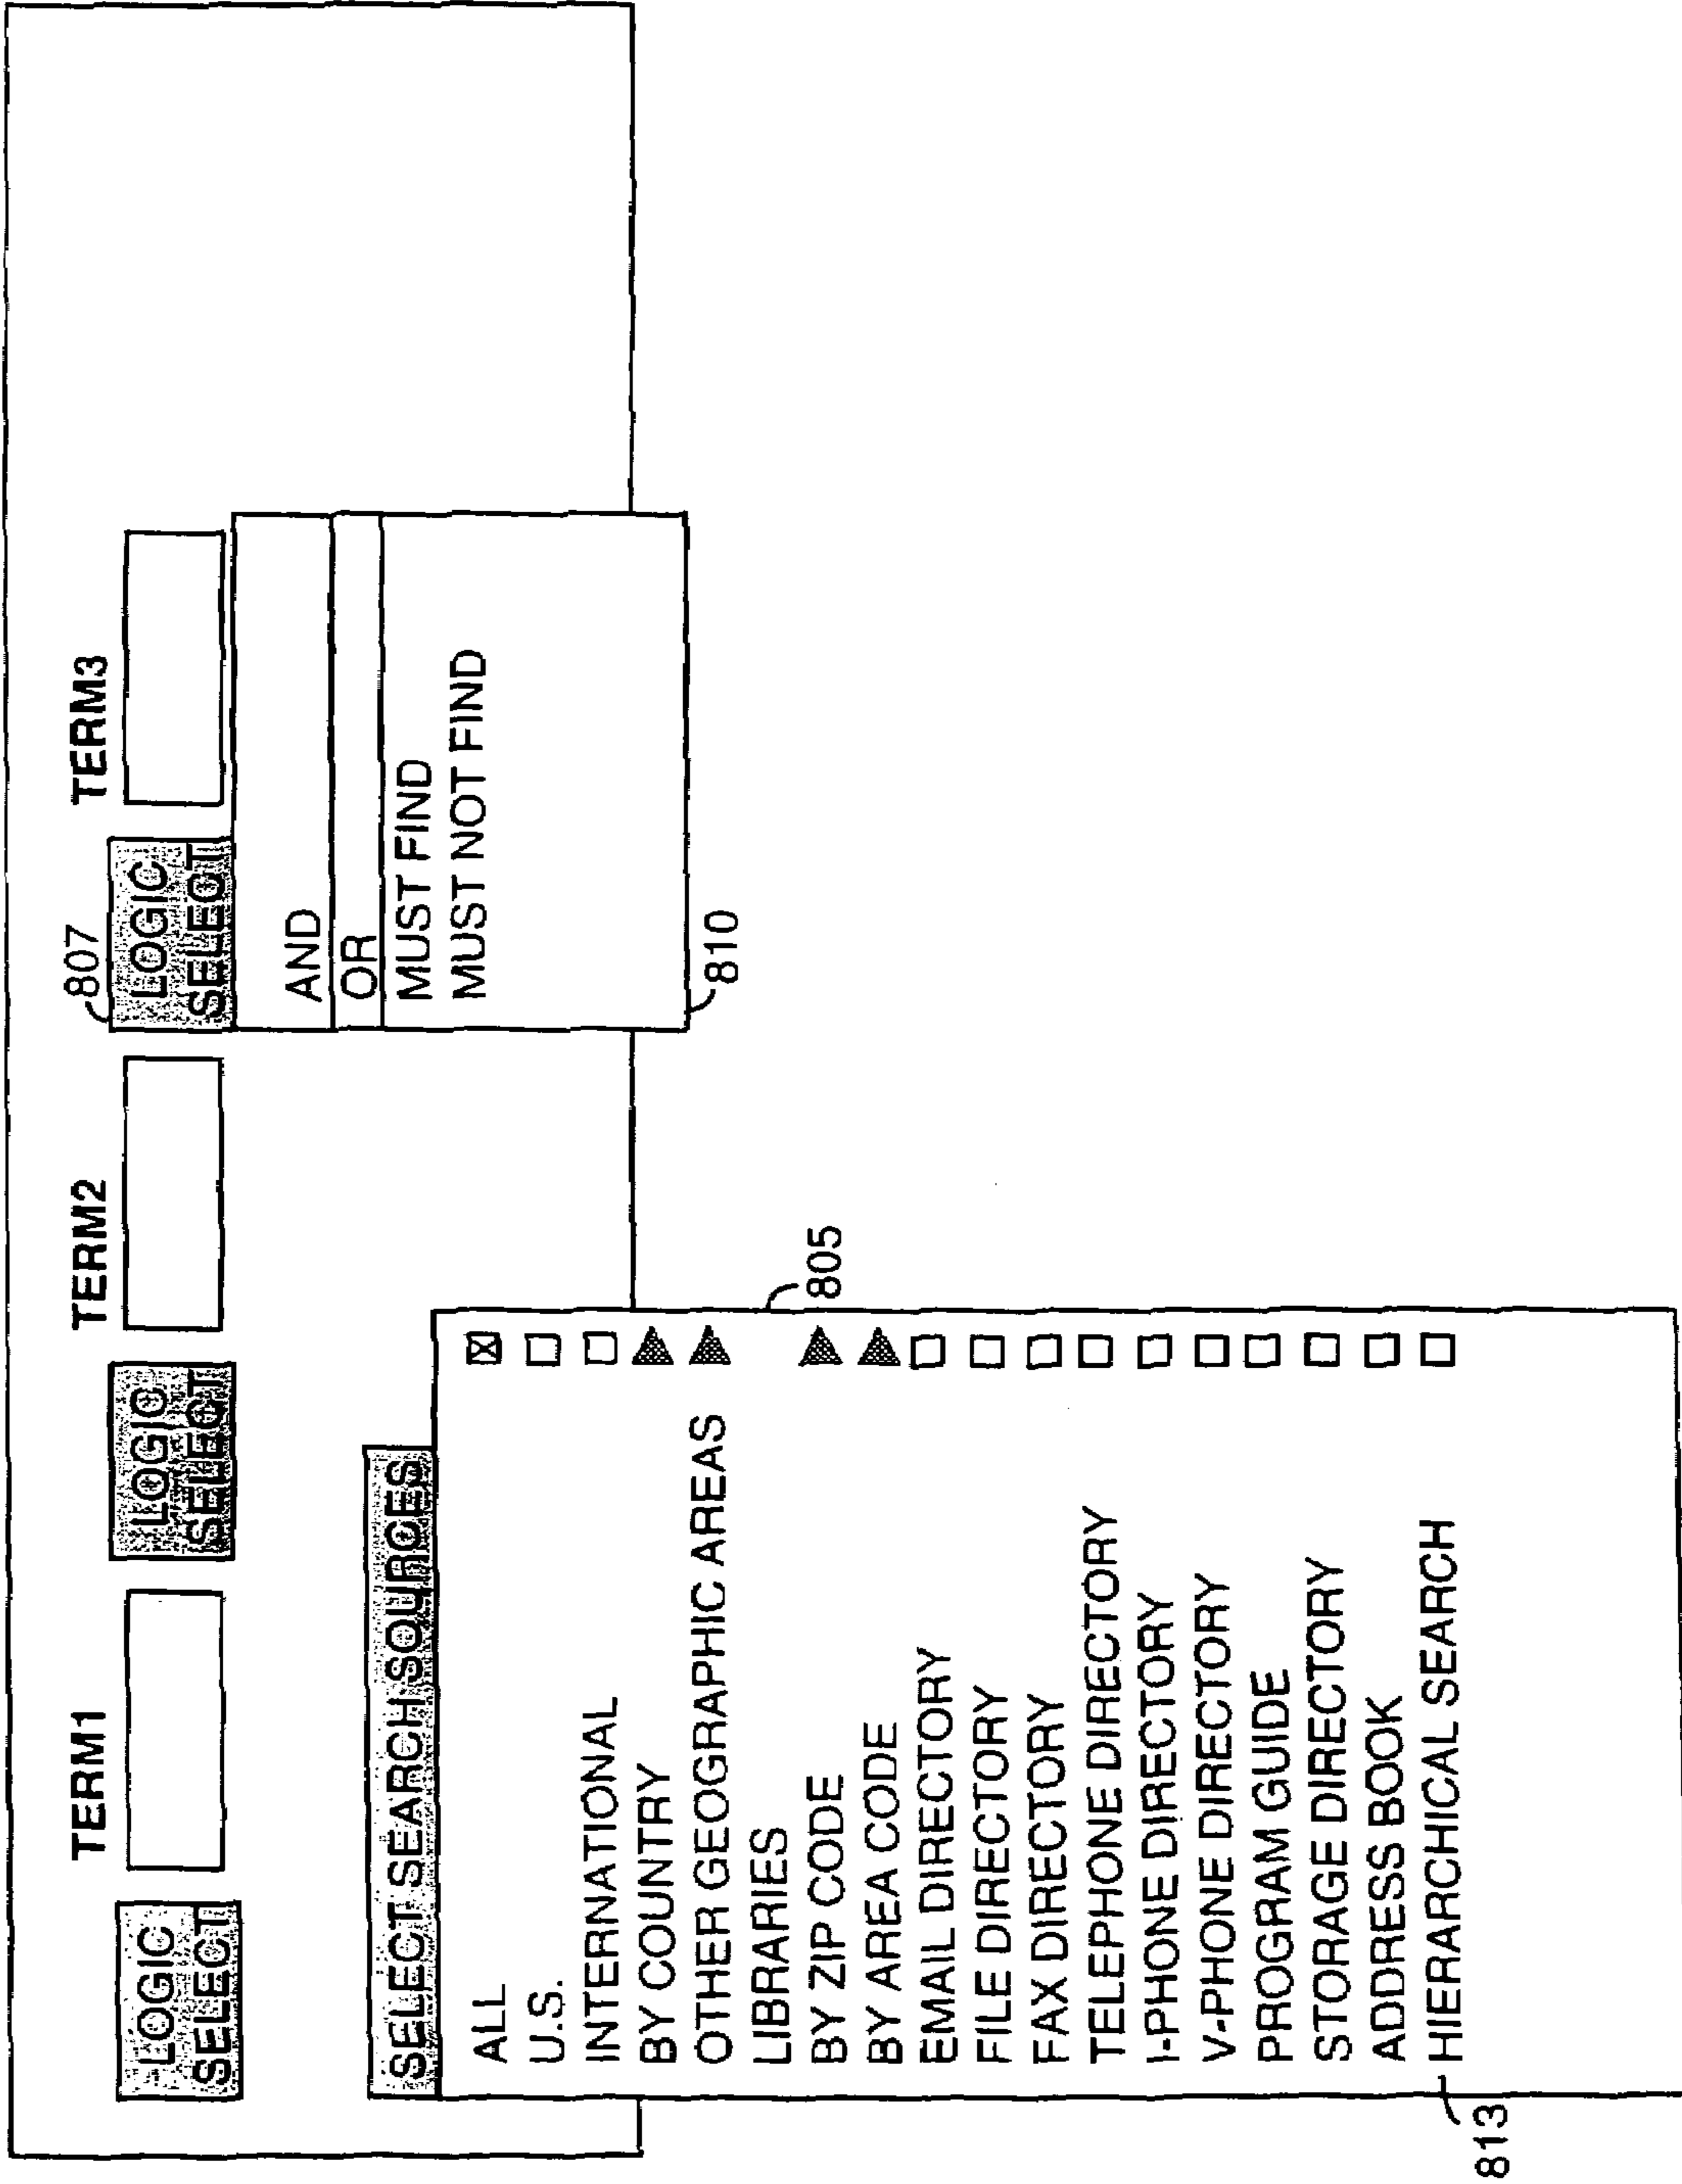 TERM1
TERM2
TERM3
807
LOGIC
SELECT
LOGIC
SELECT
LOGIC
SELECT
AND
OR
MUST FIND
MUST NOT FIND
810
SELECT SEARCH SOURCES
ALL
U.S.
INTERNATIONAL
BY COUNTRY
OTHER GEOGRAPHIC AREAS
LIBRARIES
BY ZIP CODE
BY AREA CODE
EMAIL DIRECTORY
FILE DIRECTORY
FAX DIRECTORY
TELEPHONE DIRECTORY
I-PHONE DIRECTORY
V-PHONE DIRECTORY
PROGRAM GUIDE
STORAGE DIRECTORY
ADDRESS BOOK
HIERARCHICAL SEARCH
805
813